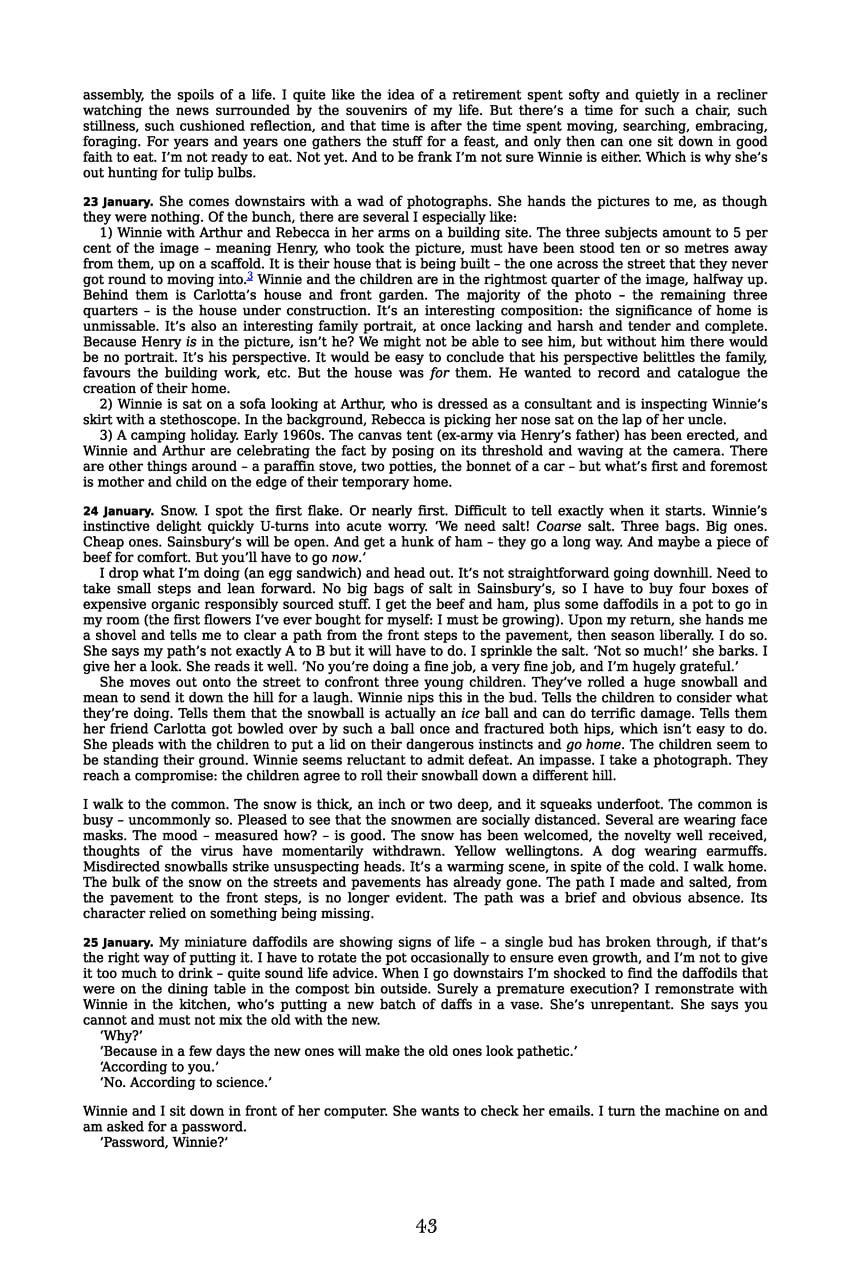 assembly, the spoils of a life. I quite like the idea of a retirement spent softy and quietly in a recliner
watching the news surrounded by the souvenirs of my life. But there’s a time for such a chair, such
stillness, such cushioned reflection, and that time is after the time spent moving, searching, embracing,
foraging. For years and years one gathers the stuff for a feast, and only then can one sit down in good
faith to eat. I’m not ready to eat. Not yet. And to be frank I’m not sure Winnie is either. Which is why she’s
out hunting for tulip bulbs.
23 January. She comes downstairs with a wad of photographs. She hands the pictures to me, as though
they were nothing. Of the bunch, there are several I especially like:
1) Winnie with Arthur and Rebecca in her arms on a building site. The three subjects amount to 5 per
cent of the image – meaning Henry, who took the picture, must have been stood ten or so metres away
from them, up on a scaffold. It is their house that is being built – the one across the street that they never
got round to moving into.3 Winnie and the children are in the rightmost quarter of the image, halfway up.
Behind them is Carlotta’s house and front garden. The majority of the photo – the remaining three
quarters – is the house under construction. It’s an interesting composition: the significance of home is
unmissable. It’s also an interesting family portrait, at once lacking and harsh and tender and complete.
Because Henry is in the picture, isn’t he? We might not be able to see him, but without him there would
be no portrait. It’s his perspective. It would be easy to conclude that his perspective belittles the family,
favours the building work, etc. But the house was for them. He wanted to record and catalogue the
creation of their home.
2) Winnie is sat on a sofa looking at Arthur, who is dressed as a consultant and is inspecting Winnie’s
skirt with a stethoscope. In the background, Rebecca is picking her nose sat on the lap of her uncle.
3) A camping holiday. Early 1960s. The canvas tent (ex-army via Henry’s father) has been erected, and
Winnie and Arthur are celebrating the fact by posing on its threshold and waving at the camera. There
are other things around – a paraffin stove, two potties, the bonnet of a car – but what’s first and foremost
is mother and child on the edge of their temporary home.
24 January. Snow. I spot the first flake. Or nearly first. Difficult to tell exactly when it starts. Winnie’s
instinctive delight quickly U-turns into acute worry. ‘We need salt! Coarse salt. Three bags. Big ones.
Cheap ones. Sainsbury’s will be open. And get a hunk of ham – they go a long way. And maybe a piece of
beef for comfort. But you’ll have to go now.’
I drop what I’m doing (an egg sandwich) and head out. It’s not straightforward going downhill. Need to
take small steps and lean forward. No big bags of salt in Sainsbury’s, so I have to buy four boxes of
expensive organic responsibly sourced stuff. I get the beef and ham, plus some daffodils in a pot to go in
my room (the first flowers I’ve ever bought for myself: I must be growing). Upon my return, she hands me
a shovel and tells me to clear a path from the front steps to the pavement, then season liberally. I do so.
She says my path’s not exactly A to B but it will have to do. I sprinkle the salt. ‘Not so much!’ she barks. I
give her a look. She reads it well. ‘No you’re doing a fine job, a very fine job, and I’m hugely grateful.’
She moves out onto the street to confront three young children. They’ve rolled a huge snowball and
mean to send it down the hill for a laugh. Winnie nips this in the bud. Tells the children to consider what
they’re doing. Tells them that the snowball is actually an ice ball and can do terrific damage. Tells them
her friend Carlotta got bowled over by such a ball once and fractured both hips, which isn’t easy to do.
She pleads with the children to put a lid on their dangerous instincts and go home. The children seem to
be standing their ground. Winnie seems reluctant to admit defeat. An impasse. I take a photograph. They
reach a compromise: the children agree to roll their snowball down a different hill.
I walk to the common. The snow is thick, an inch or two deep, and it squeaks underfoot. The common is
busy – uncommonly so. Pleased to see that the snowmen are socially distanced. Several are wearing face
masks. The mood – measured how? – is good. The snow has been welcomed, the novelty well received,
thoughts of the virus have momentarily withdrawn. Yellow wellingtons. A dog wearing earmuffs.
Misdirected snowballs strike unsuspecting heads. It’s a warming scene, in spite of the cold. I walk home.
The bulk of the snow on the streets and pavements has already gone. The path I made and salted, from
the pavement to the front steps, is no longer evident. The path was a brief and obvious absence. Its
character relied on something being missing.
25 January. My miniature daffodils are showing signs of life – a single bud has broken through, if that’s
the right way of putting it. I have to rotate the pot occasionally to ensure even growth, and I’m not to give
it too much to drink – quite sound life advice. When I go downstairs I’m shocked to find the daffodils that
were on the dining table in the compost bin outside. Surely a premature execution? I remonstrate with
Winnie in the kitchen, who’s putting a new batch of daffs in a vase. She’s unrepentant. She says you
cannot and must not mix the old with the new.
‘Why?’
‘Because in a few days the new ones will make the old ones look pathetic.’
‘According to you.’
‘No. According to science.’
Winnie and I sit down in front of her computer. She wants to check her emails. I turn the machine on and
am asked for a password.
‘Password, Winnie?’
43